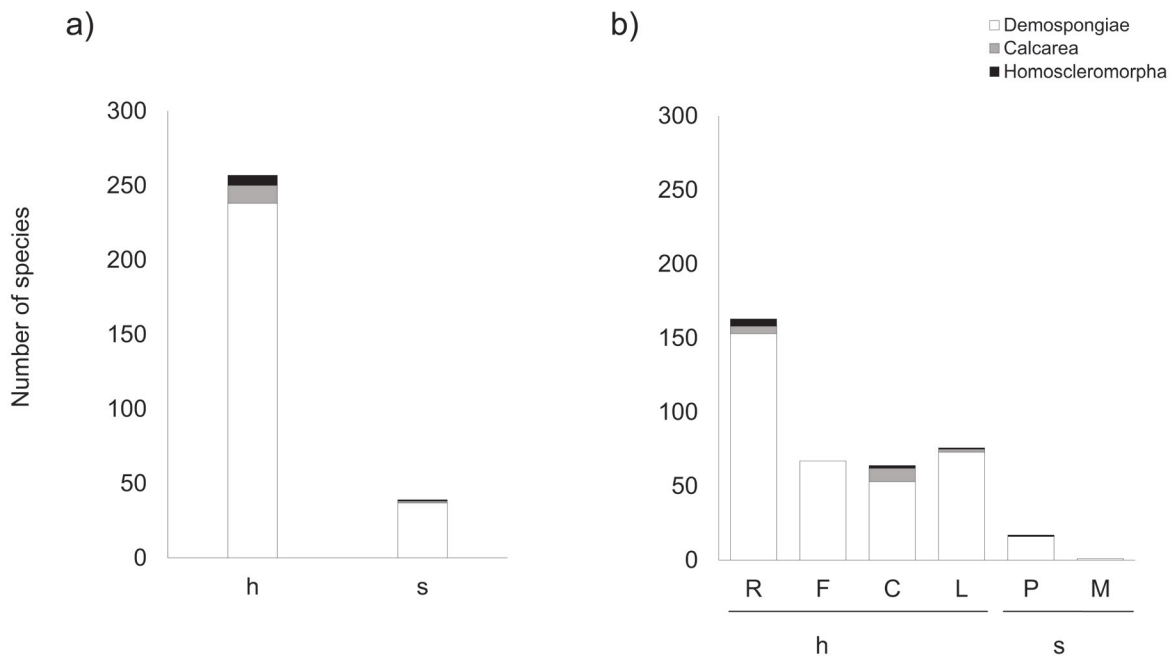 a)
b)
Demospongiae
Calcarea
Homoscleromorpha
Number of species
300
250
200
150
100
50
0
h s
300
250
200
150
100
50
0
R F C L P M
h s